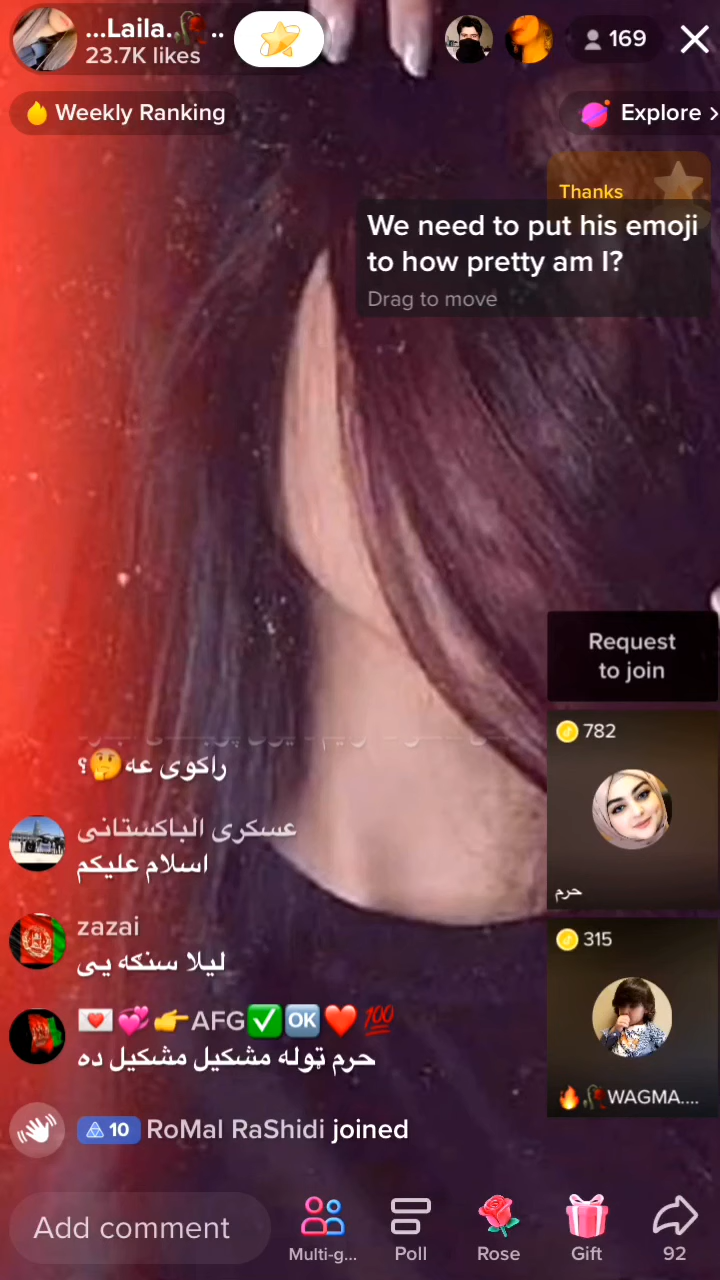 ...Laila.🥀..
23.7K likes
169
Weekly Ranking
Explore ›
Thanks
We need to put his emoji
to how pretty am I?
Drag to move
Request
to join
782
حرم
315
🔥🥀WAGMA....
راکوی عه🤔؟
عسکری الباکستانی
اسلام علیکم
zazai
لیلا سنګه یی
💌💞👉AFG✅🆗❤️💯
حرم ټوله مشکیل مشکیل ده
10 RoMal RaShidi joined
Add comment
Multi-g...
Poll
Rose
Gift
92